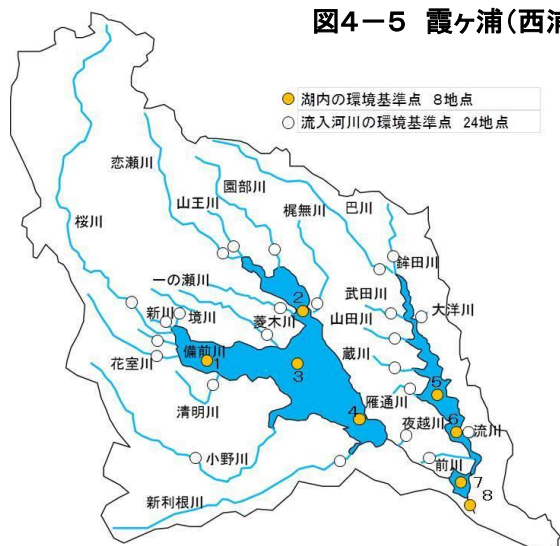 図4－5 霞ヶ浦(西浦
湖内の環境基準点 8地点
流入河川の環境基準点 24地点
恋瀬川
園部川
山王川
梶無川
巴川
桜川
鉾田川
一の瀬川
武田川
大洋川
新川
境川
菱木川
山田川
備前川
蔵川
花室川
清明川
雁通川
夜越川
流川
小野川
前川
新利根川
1
2
3
4
5
6
7
8